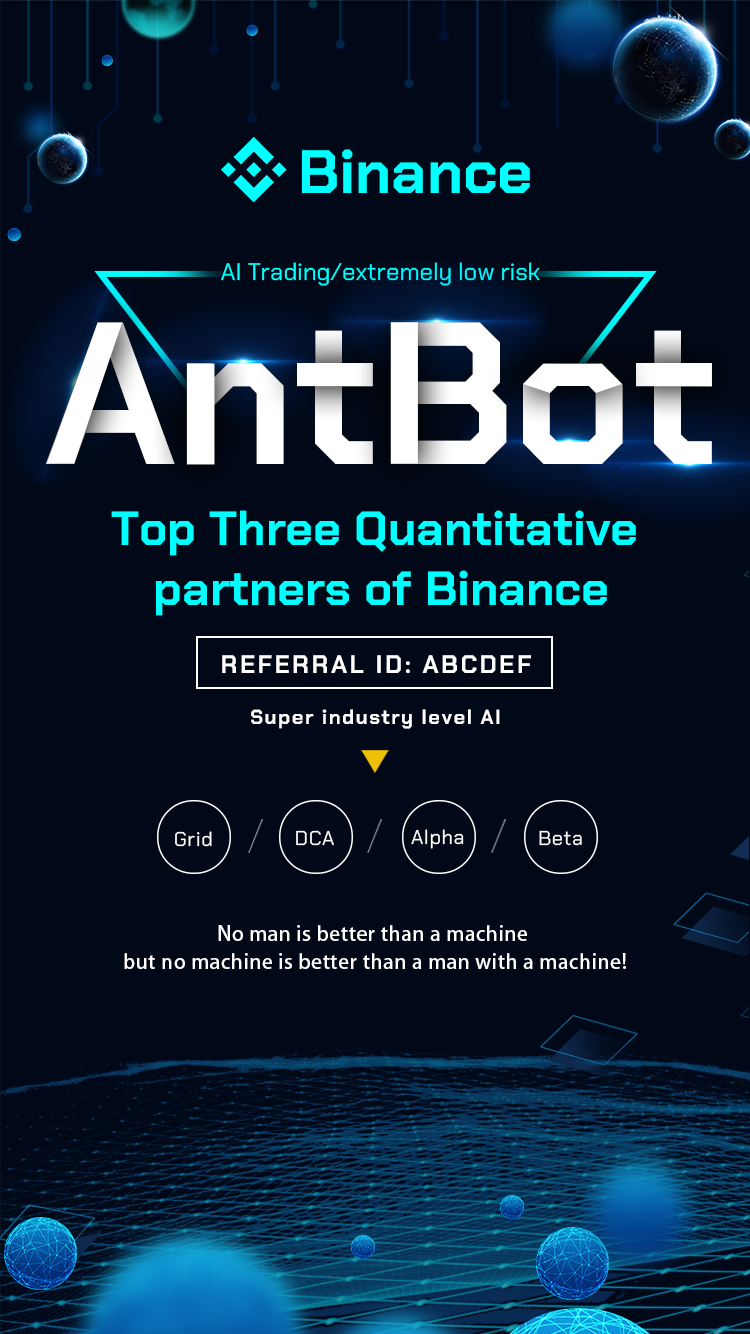 Binance
AI Trading/extremely low risk
AntBot
Top Three Quantitative
partners of Binance
REFERRAL ID: ABCDEF
Super industry level AI
Grid / DCA / Alpha / Beta
No man is better than a machine
but no machine is better than a man with a machine!